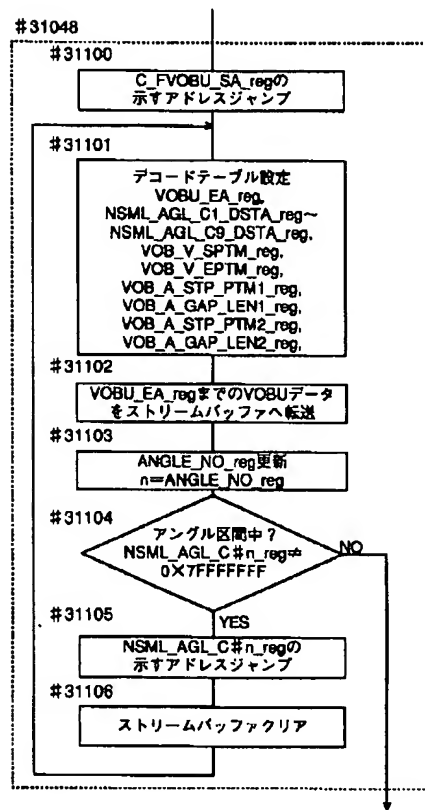 #31048
#31100
C_FVOBU_SA_regの
示すアドレスジャンプ
#31101
デコードテーブル設定
VOBU_EA_reg,
NSML_AGL_C1_DSTA_reg～
NSML_AGL_C9_DSTA_reg,
VOB_V_SPTM_reg,
VOB_V_EPTM_reg,
VOB_A_STP_PTM1_reg,
VOB_A_GAP_LEN1_reg,
VOB_A_STP_PTM2_reg,
VOB_A_GAP_LEN2_reg,
#31102
VOBU_EA_regまでのVOBUデータ
をストリームバッファへ転送
#31103
ANGLE_NO_reg更新
n=ANGLE_NO_reg
#31104
アングル区間中?
NSML_AGL_C#n_reg≠
0×7FFFFFFF
NO
YES
#31105
NSML_AGL_C#n_regの
示すアドレスジャンプ
#31106
ストリームバッファクリア